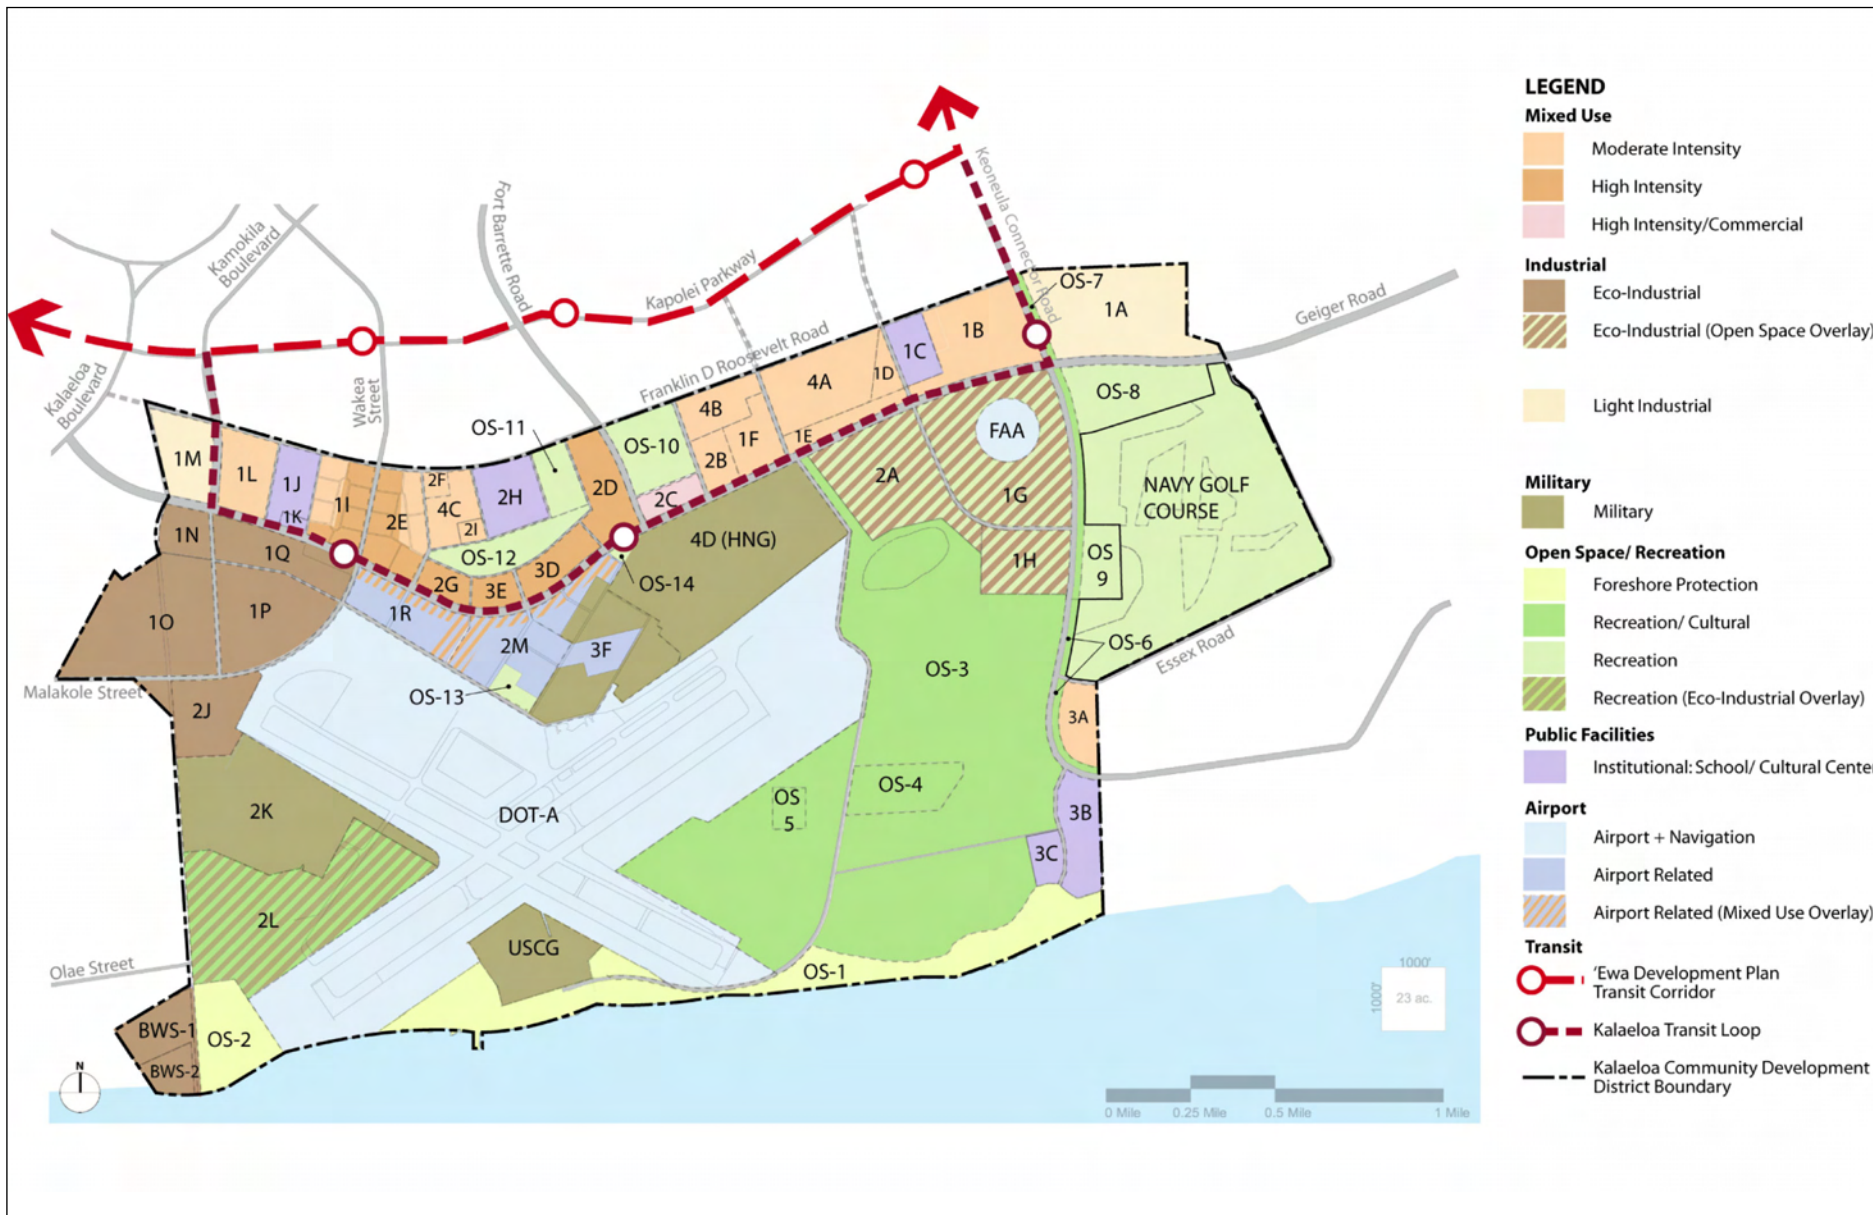 LEGEND
Mixed Use
Moderate Intensity
High Intensity
High Intensity/Commercial
Industrial
Eco-Industrial
Eco-Industrial (Open Space Overlay)
Light Industrial
Military
Military
Open Space/ Recreation
Foreshore Protection
Recreation/ Cultural
Recreation
Recreation (Eco-Industrial Overlay)
Public Facilities
Institutional: School/ Cultural Center
Airport
Airport + Navigation
Airport Related
Airport Related (Mixed Use Overlay)
Transit
'Ewa Development Plan
Transit Corridor
Kalaeloa Transit Loop
Kalaeloa Community Development
District Boundary
Kamokila
Boulevard
Fort Barrette Road
Kapolei Parkway
Keoneula Connector Road
Franklin D Roosevelt Road
Geiger Road
Kalaeloa
Boulevard
Wakea
Street
Malakole Street
Olae Street
Essex Road
OS-7
1A
1B
1C
1D
4A
4B
1E
1F
2B
2C
OS-10
OS-11
2D
2H
2F
4C
2I
2E
1I
1J
1K
1L
1M
OS-8
FAA
2A
1G
1H
NAVY GOLF
COURSE
OS
9
OS-6
1N
1Q
1O
1P
1R
2G
3E
3D
OS-12
OS-14
4D (HNG)
2M
3F
OS-13
OS-3
3A
2J
2K
DOT-A
OS
5
OS-4
3B
3C
2L
USCG
OS-1
BWS-1
OS-2
BWS-2
N
1000'
1000'
23 ac.
0 Mile
0.25 Mile
0.5 Mile
1 Mile